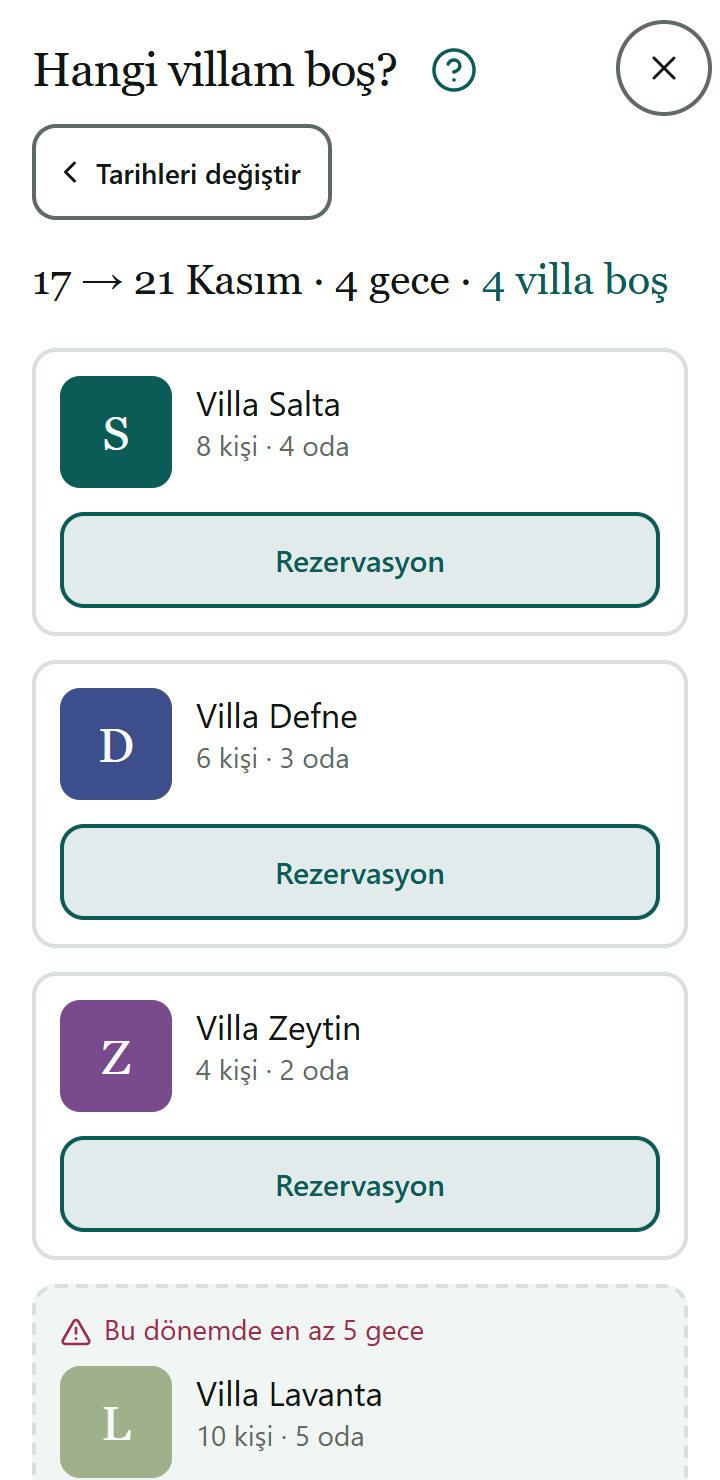 Hangi villam boş?
Tarihleri değiştir
17 → 21 Kasım · 4 gece · 4 villa boş
S
Villa Salta
8 kişi · 4 oda
Rezervasyon
D
Villa Defne
6 kişi · 3 oda
Rezervasyon
Z
Villa Zeytin
4 kişi · 2 oda
Rezervasyon
Bu dönemde en az 5 gece
L
Villa Lavanta
10 kişi · 5 oda